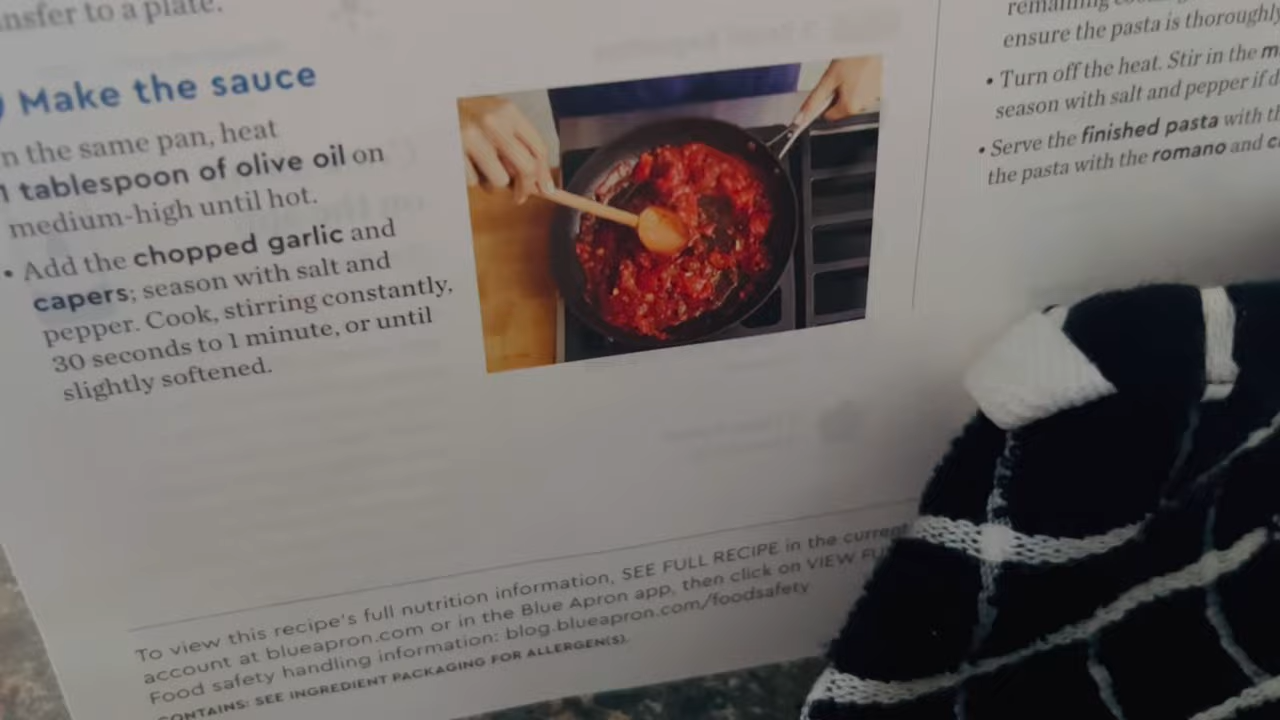 to a plate.
Make the sauce
the same pan, heat
1 tablespoon of olive oil on
medium-high until hot.
• Add the chopped garlic and
capers; season with salt and
pepper. Cook, stirring constantly,
30 seconds to 1 minute, or until
slightly softened.
remaining
ensure the pasta is thoroughly
• Turn off the heat. Stir in the
season with salt and pepper if
• Serve the finished pasta with
the pasta with the romano and
To view this recipe's full nutrition information, SEE FULL RECIPE in the current
account at blueapron.com or in the Blue Apron app, then click on VIEW
Food safety handling information: blog.blueapron.com/foodsafety
CONTAINS: SEE INGREDIENT PACKAGING FOR ALLERGEN(S).